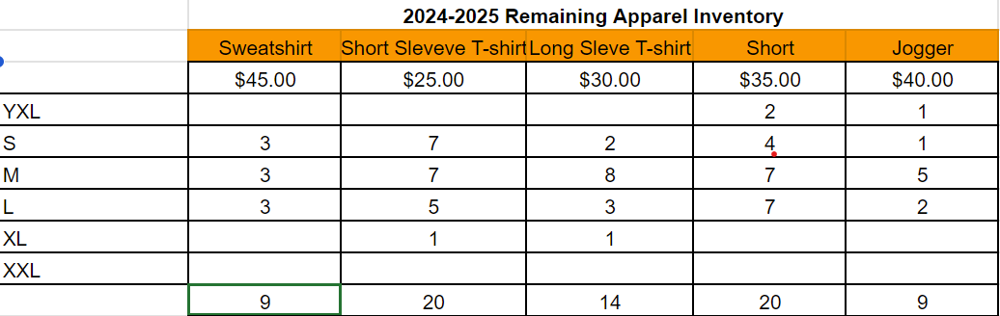 2024-2025 Remaining Apparel Inventory
Sweatshirt Short Sleveve T-shirt Long Sleve T-shirt Short Jogger
$45.00 $25.00 $30.00 $35.00 $40.00
YXL 2 1
S 3 7 2 4 1
M 3 7 8 7 5
L 3 5 3 7 2
XL 1 1
XXL
9 20 14 20 9